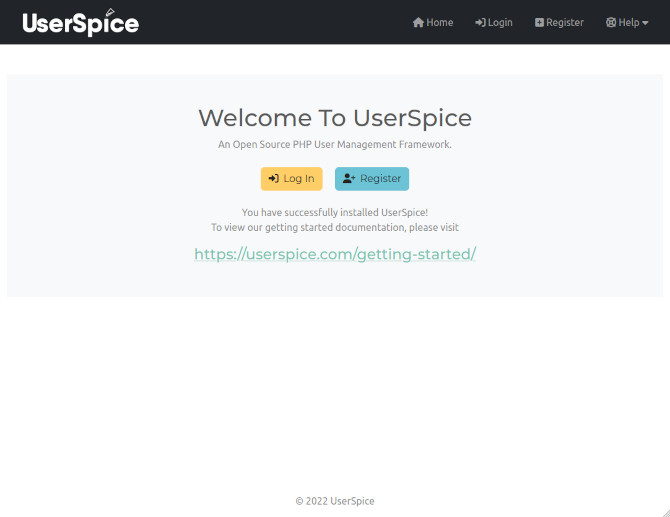 UserSpice
Home Login Register Help
Welcome To UserSpice
An Open Source PHP User Management Framework.
Log In Register
You have successfully installed UserSpice!
To view our getting started documentation, please visit
https://userspice.com/getting-started/
© 2022 UserSpice